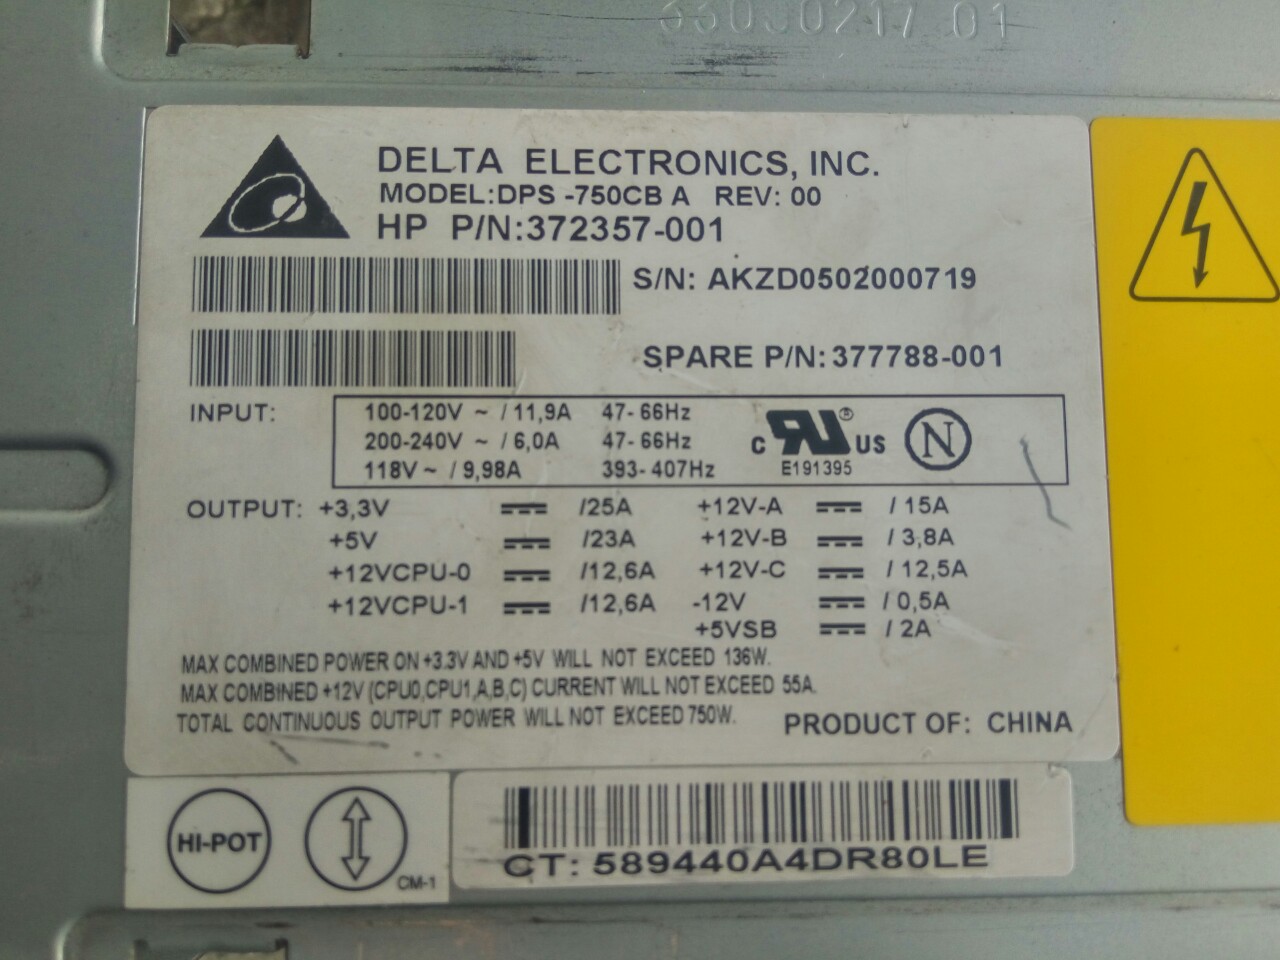 33030217 01
DELTA ELECTRONICS, INC.
MODEL:DPS -750CB A REV: 00
HP P/N:372357-001
S/N: AKZD0502000719
SPARE P/N: 377788-001
INPUT: 100-120V ~ / 11,9A 47- 66Hz
200-240V ~ / 6,0A 47- 66Hz
118V ~ / 9,98A 393- 407Hz
C RU ® US N
E191395
OUTPUT: +3,3V /25A +12V-A / 15A
+5V /23A +12V-B / 3,8A
+12VCPU-0 /12,6A +12V-C / 12,5A
+12VCPU-1 /12,6A -12V / 0,5A
+5VSB / 2A
MAX COMBINED POWER ON +3.3V AND +5V WILL NOT EXCEED 136W.
MAX COMBINED +12V (CPU0,CPU1,A,B,C) CURRENT WILL NOT EXCEED 55A.
TOTAL CONTINUOUS OUTPUT POWER WILL NOT EXCEED 750W.
PRODUCT OF: CHINA
HI-POT
CM-1
CT: 589440A4DR80LE